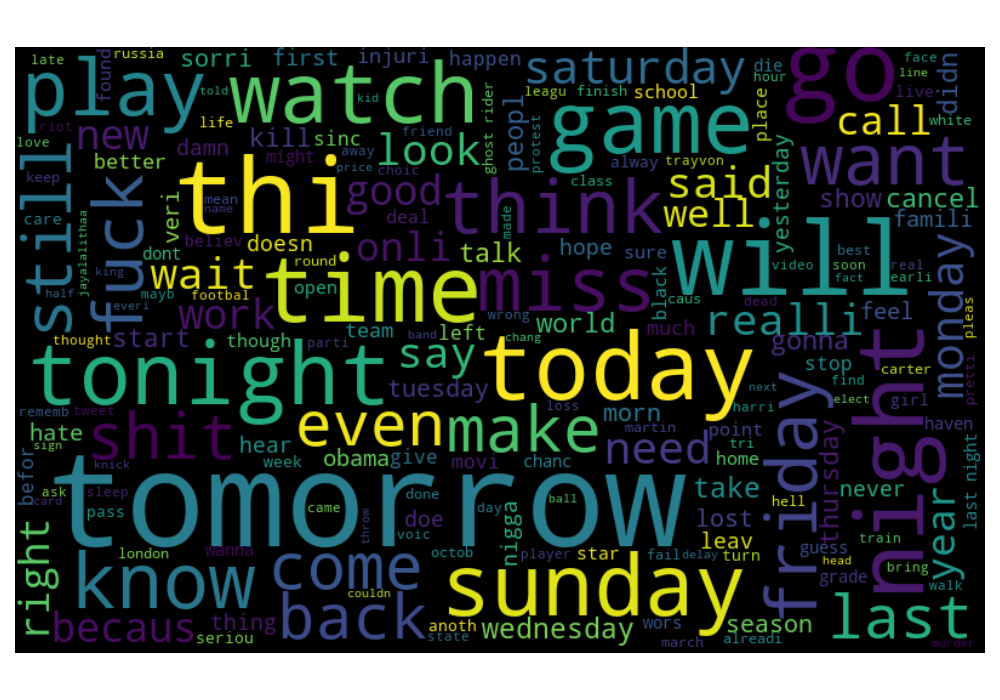 late
russia
found
sorri
first
injuri
happen
saturday
die
go
face
line
didn
play
told
watch
kid
leagu
finish
school
hour
place
live
white
riot
new
life
kill
sinc
friend
ghost rider
peopl
protest
game
call
love
damn
might
look
away
alway
trayvon
yesterday
want
better
price
choic
keep
thi
good
think
class
said
show
cancel
still
fuck
veri
mean
name
deal
made
well
famili
care
believ
onli
talk
hope
sure
will
best
real
jayalalithaa
dont
doesn
round
black
video
soon
earli
fact
king
wait
time
miss
caus
dead
monday
pleas
half
mayb
footbal
open
everi
work
realli
feel
thought
start
though
team
left
wrong
world
much
gonna
parti
band
chang
stop
tonight
say
today
find
carter
night
pretti
tuesday
next
elect
girl
rememb
tweet
loss
harri
shit
even
make
morn
martin
point
friday
thursday
haven
hate
sign
hear
need
tri
befor
knick
week
obama
give
movi
chanc
home
last night
ask
sleep
tomorrow
take
never
card
done
ball
hell
year
pass
came
throw
day
doe
voic
nigga
lost
right
london
wanna
octob
player
star
fail
delay
leav
turn
guess
train
head
bring
know
couldn
come
sunday
grade
walk
becaus
thing
back
anoth
wednesday
wors
season
last
seriou
state
march
alreadi
murder